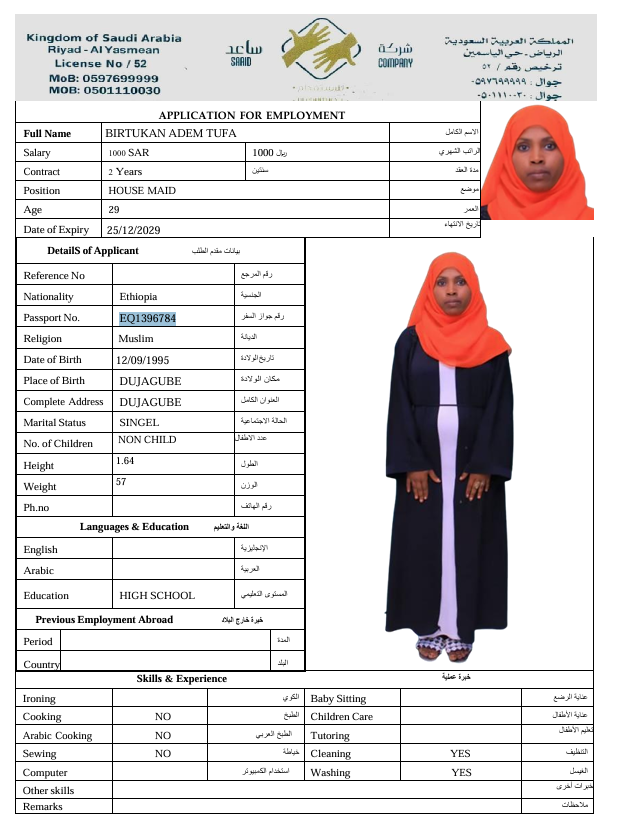 Kingdom of Saudi Arabia
Riyad - Al Yasmean
License No / 52
MoB: 0597699999
MOB: 0501110030
ساعد
SAAID
شركة
COMPANY
المملكة العربية السعودية
الرياض-حي الياسمين
ترخيص رقم / ٥٢
جوال : ٠٥٩٧٦٩٩٩٩٩
جوال : ٠٥٠١١١٠٠٣٠
APPLICATION FOR EMPLOYMENT
Full Name BIRTUKAN ADEM TUFA الاسم الكامل
Salary 1000 SAR 1000 ريال الراتب الشهري
Contract 2 Years سنتين مدة العقد
Position HOUSE MAID موضع
Age 29 العمر
Date of Expiry 25/12/2029 تاريخ الانتهاء
DetailS of Applicant بيانات مقدم الطلب
Reference No رقم المرجع
Nationality Ethiopia الجنسية
Passport No. EQ1396784 رقم جواز السفر
Religion Muslim الديانة
Date of Birth 12/09/1995 تاريخ الولادة
Place of Birth DUJAGUBE مكان الولادة
Complete Address DUJAGUBE العنوان الكامل
Marital Status SINGEL الحالة الاجتماعية
No. of Children NON CHILD عدد الاطفال
Height 1.64 الطول
Weight 57 الوزن
Ph.no رقم الهاتف
Languages & Education اللغة والتعليم
English الإنجليزية
Arabic العربية
Education HIGH SCHOOL المستوى التعليمي
Previous Employment Abroad خبرة خارج البلاد
Period المدة
Country البلد
Skills & Experience خبرة عملية
Ironing الكوي Baby Sitting عناية الرضع
Cooking NO الطبخ Children Care عناية الأطفال
Arabic Cooking NO الطبخ العربي Tutoring تعليم الأطفال
Sewing NO خياطة Cleaning YES التنظيف
Computer استخدام الكمبيوتر Washing YES الغيسل
Other skills خبرات أخرى
Remarks ملاحظات